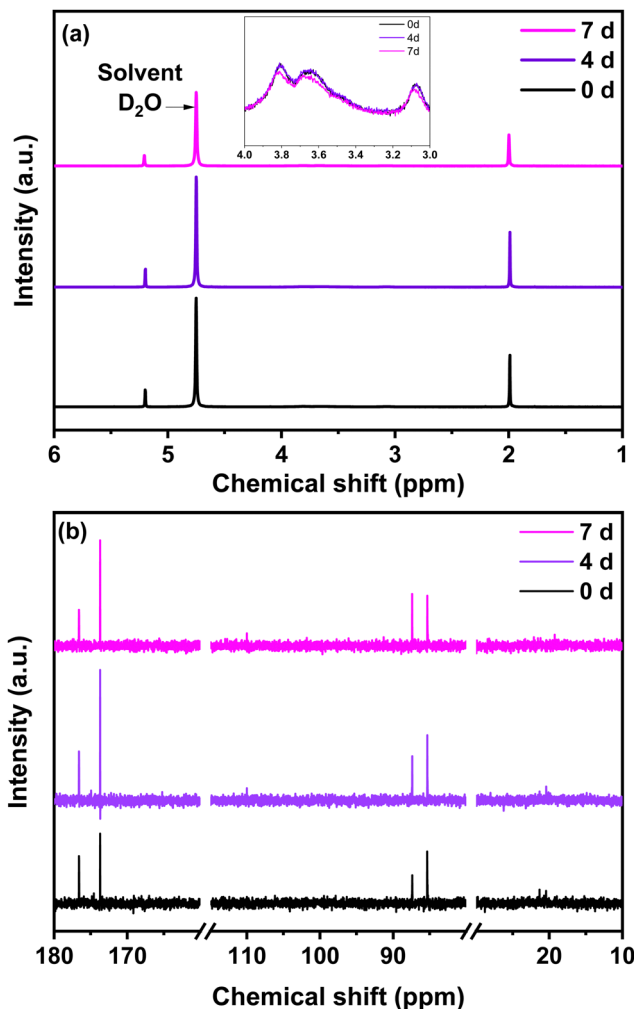 (a)
0d
4d
7d
4.0 3.8 3.6 3.4 3.2 3.0
7 d
4 d
0 d
Solvent
D₂O
Intensity (a.u.)
6 5 4 3 2 1
Chemical shift (ppm)
(b)
7 d
4 d
0 d
Intensity (a.u.)
180 170 110 100 90 20 10
Chemical shift (ppm)